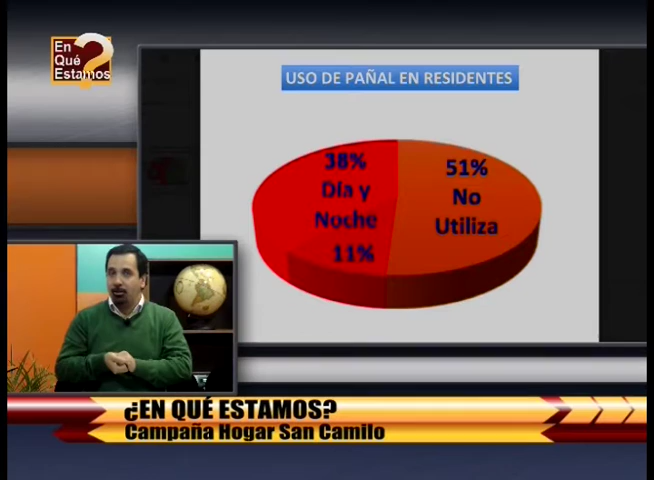 En
Qué
Estamos
?
USO DE PAÑAL EN RESIDENTES
38%
Día y
Noche
11%
51%
No
Utiliza
¿EN QUÉ ESTAMOS?
Campaña Hogar San Camilo